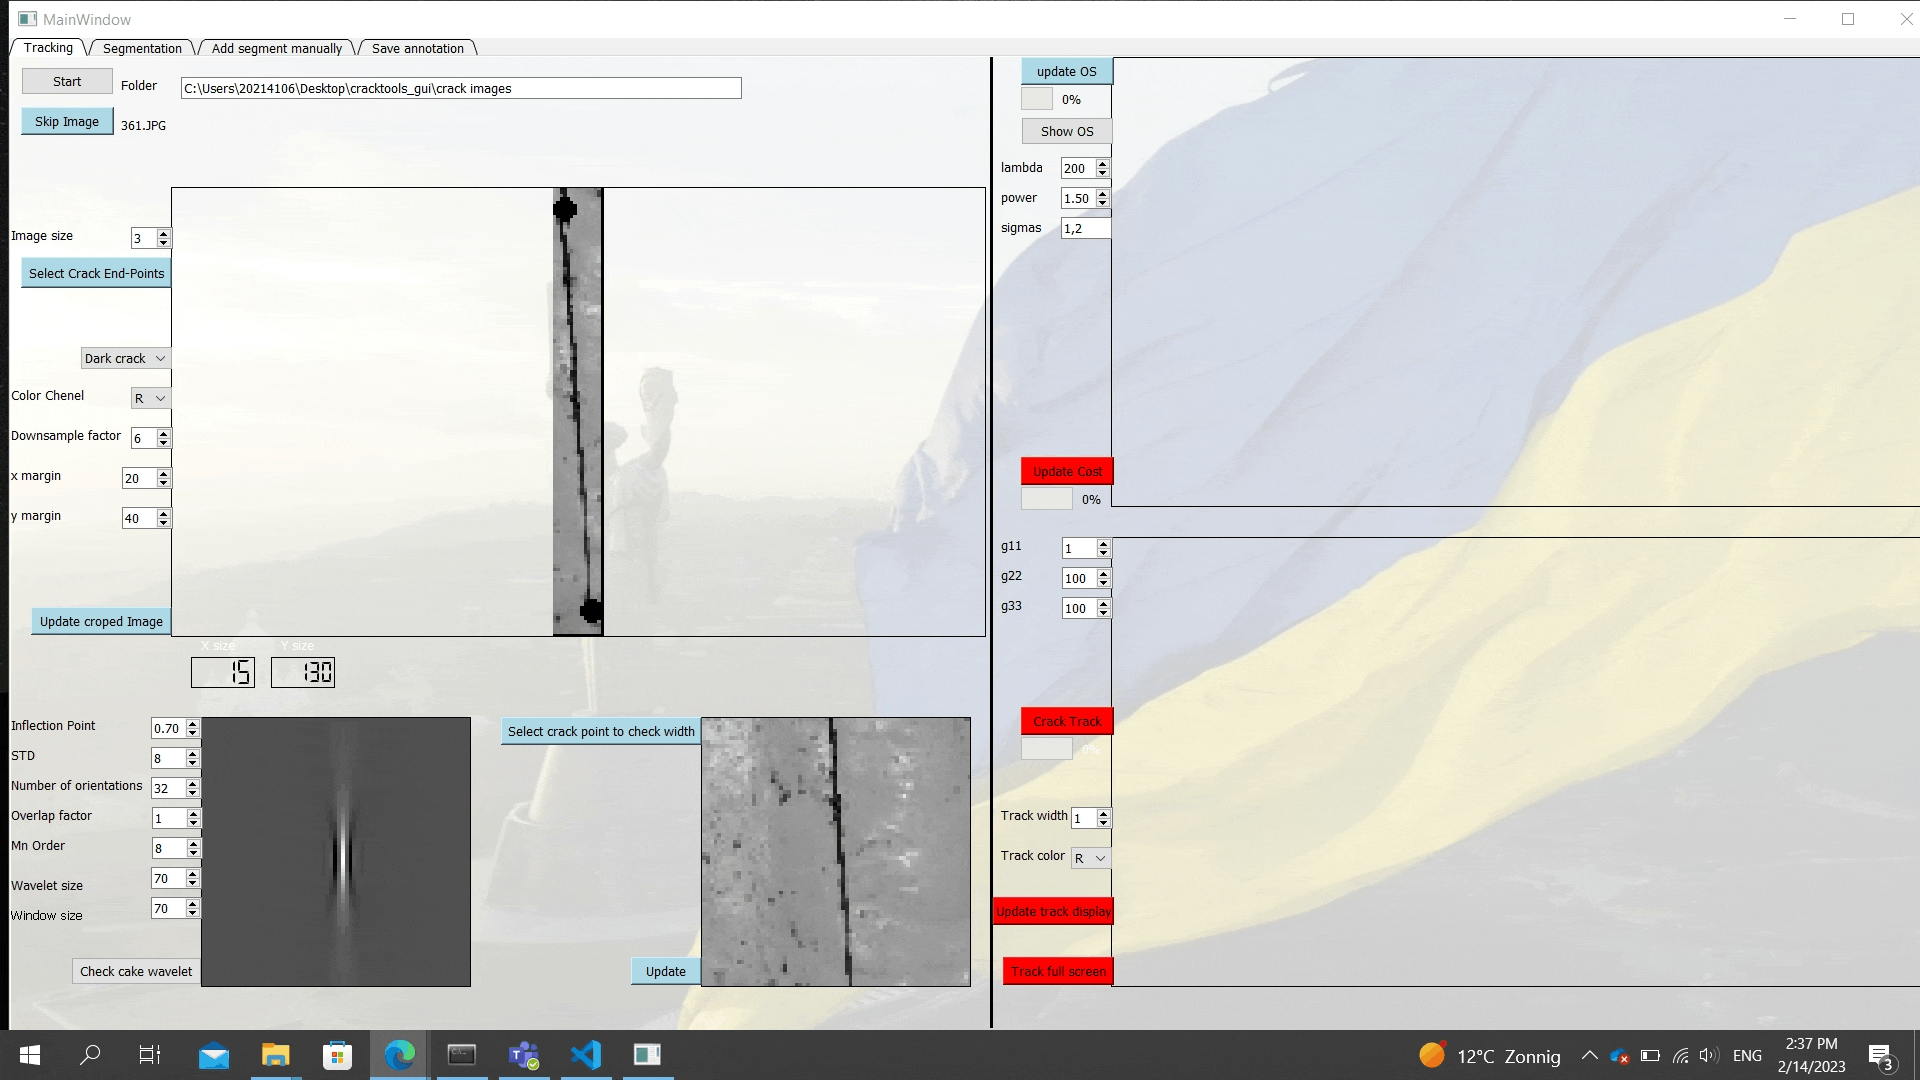 MainWindow
Tracking
Segmentation
Add segment manually
Save annotation
Start
Folder
C:\Users\20214106\Desktop\cracktools_gui\crack images
Skip Image
361.JPG
Image size
3
Select Crack End-Points
Dark crack
Color Chenel
R
Downsample factor
6
x margin
20
y margin
40
Update croped Image
X size
Y size
15
130
Inflection Point
0.70
STD
8
Number of orientations
32
Overlap factor
1
Mn Order
8
Wavelet size
70
Window size
70
Check cake wavelet
Select crack point to check width
Update
update OS
0%
Show OS
lambda
200
power
1.50
sigmas
1,2
Update Cost
0%
g11
1
g22
100
g33
100
Crack Track
0%
Track width
1
Track color
R
Update track display
Track full screen
12°C Zonnig
ENG
2:37 PM
2/14/2023
3